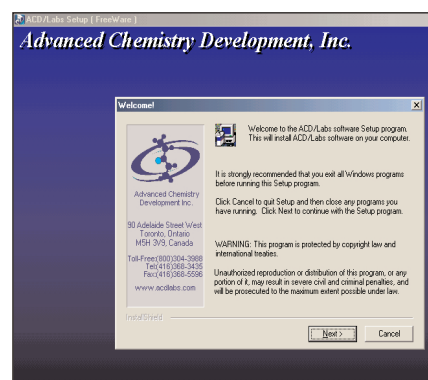 ACD/Labs Setup ( FreeWare )
Advanced Chemistry Development, Inc.
Welcome!
Welcome to the ACD/Labs software Setup program.
This will install ACD/Labs software on your computer.
It is strongly recommended that you exit all Windows programs
before running this Setup program.
Click Cancel to quit Setup and then close any programs you
have running. Click Next to continue with the Setup program.
WARNING: This program is protected by copyright law and
international treaties.
Unauthorized reproduction or distribution of this program, or any
portion of it, may result in severe civil and criminal penalties, and
will be prosecuted to the maximum extent possible under law.
Advanced Chemistry
Development Inc.
90 Adelaide Street West
Toronto, Ontario
M5H 3V9, Canada
Toll-Free:(800)304-3988
Tel:(416)368-3435
Fax:(416)368-5596
www.acdlabs.com
InstallShield
Next >
Cancel